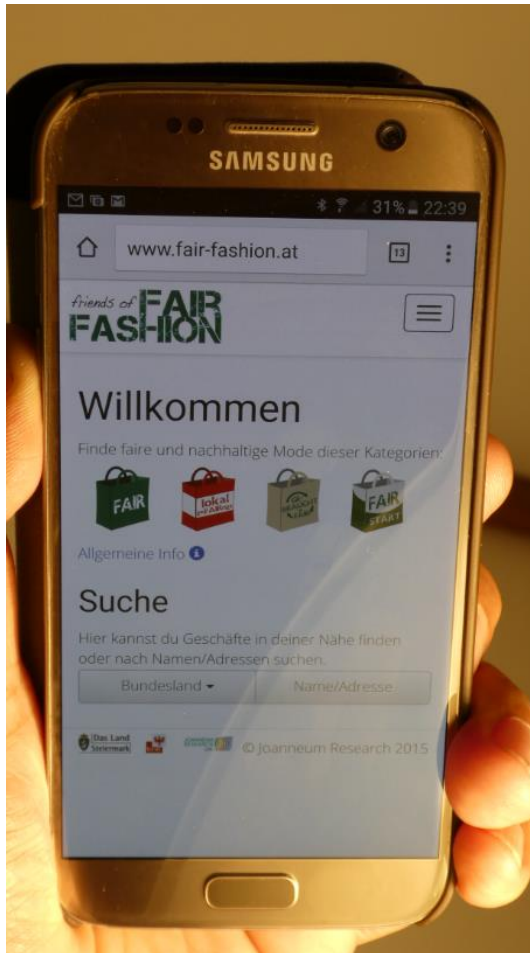 SAMSUNG
31% 22:39
www.fair-fashion.at
13
friends of FAIR
FASHION
Willkommen
Finde faire und nachhaltige Mode dieser Kategorien:
FAIR
lokal
FAIR
START
Allgemeine Info
Suche
Hier kannst du Geschäfte in deiner Nähe finden
oder nach Namen/Adressen suchen.
Bundesland
Name/Adresse
Das Land
Steiermark
JOANNEUM
RESEARCH
© Joanneum Research 2015